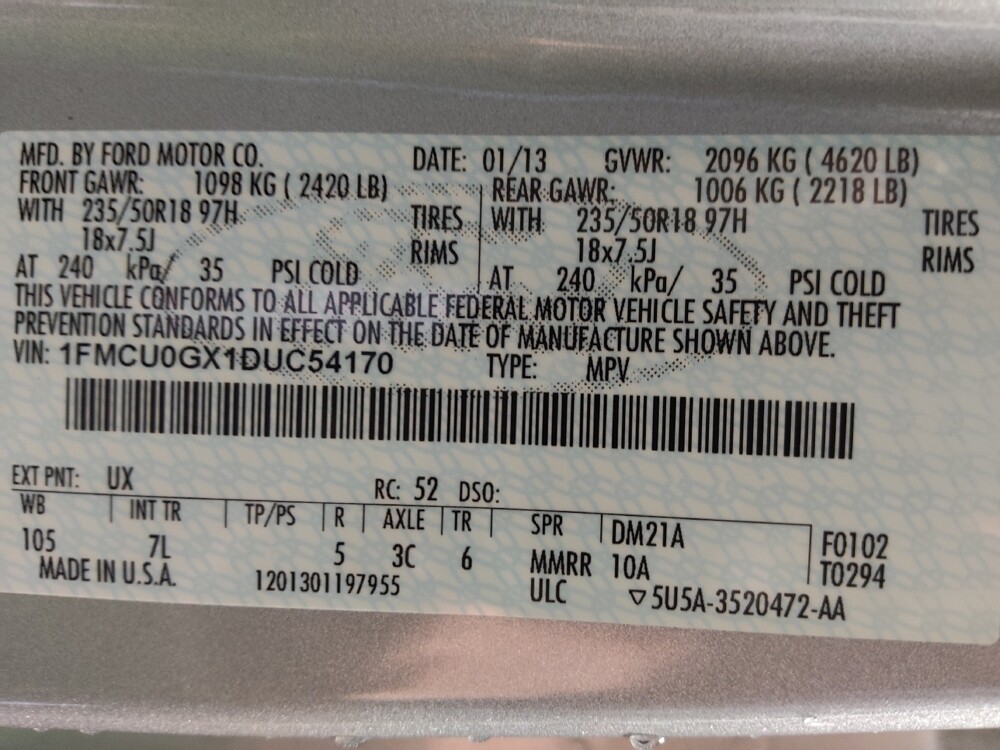 MFD. BY FORD MOTOR CO. DATE: 01/13 GVWR: 2096 KG ( 4620 LB)
FRONT GAWR: 1098 KG ( 2420 LB) REAR GAWR: 1006 KG ( 2218 LB)
WITH 235/50R18 97H TIRES WITH 235/50R18 97H TIRES
18x7.5J RIMS 18x7.5J RIMS
AT 240 kPa/ 35 PSI COLD AT 240 kPa/ 35 PSI COLD
THIS VEHICLE CONFORMS TO ALL APPLICABLE FEDERAL MOTOR VEHICLE SAFETY AND THEFT
PREVENTION STANDARDS IN EFFECT ON THE DATE OF MANUFACTURE SHOWN ABOVE.
VIN: 1FMCU0GX1DUC54170 TYPE: MPV
EXT PNT: UX RC: 52 DSO:
WB INT TR TP/PS R AXLE TR SPR DM21A F0102
105 7L 5 3C 6 MMRR 10A T0294
MADE IN U.S.A. 1201301197955 ULC ▽5U5A-3520472-AA